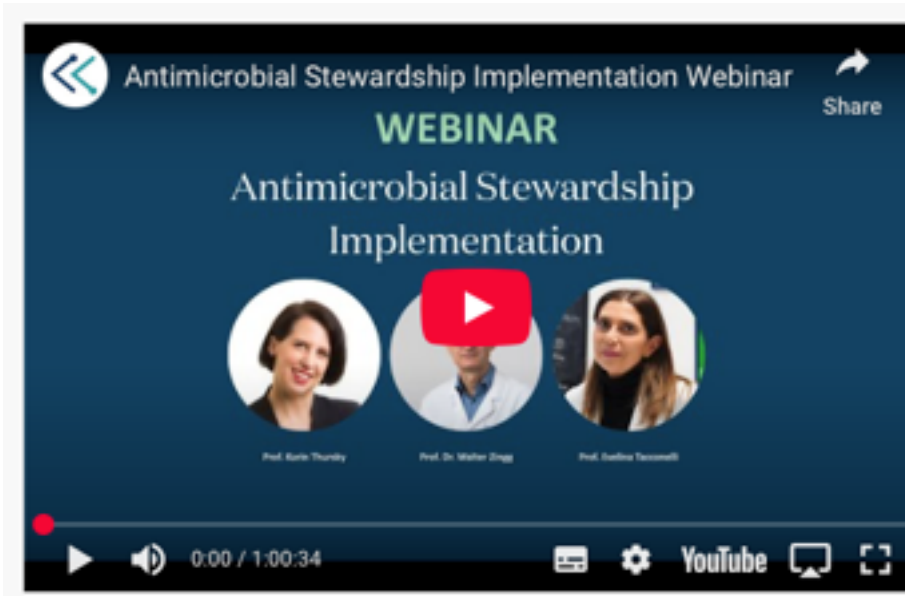 Antimicrobial Stewardship Implementation Webinar
Share
WEBINAR
Antimicrobial Stewardship
Implementation
Prof. Karin Thursky
Prof. Dr. Walter Zingg
Prof. Evelina Tacconelli
0:00 / 1:00:34
YouTube